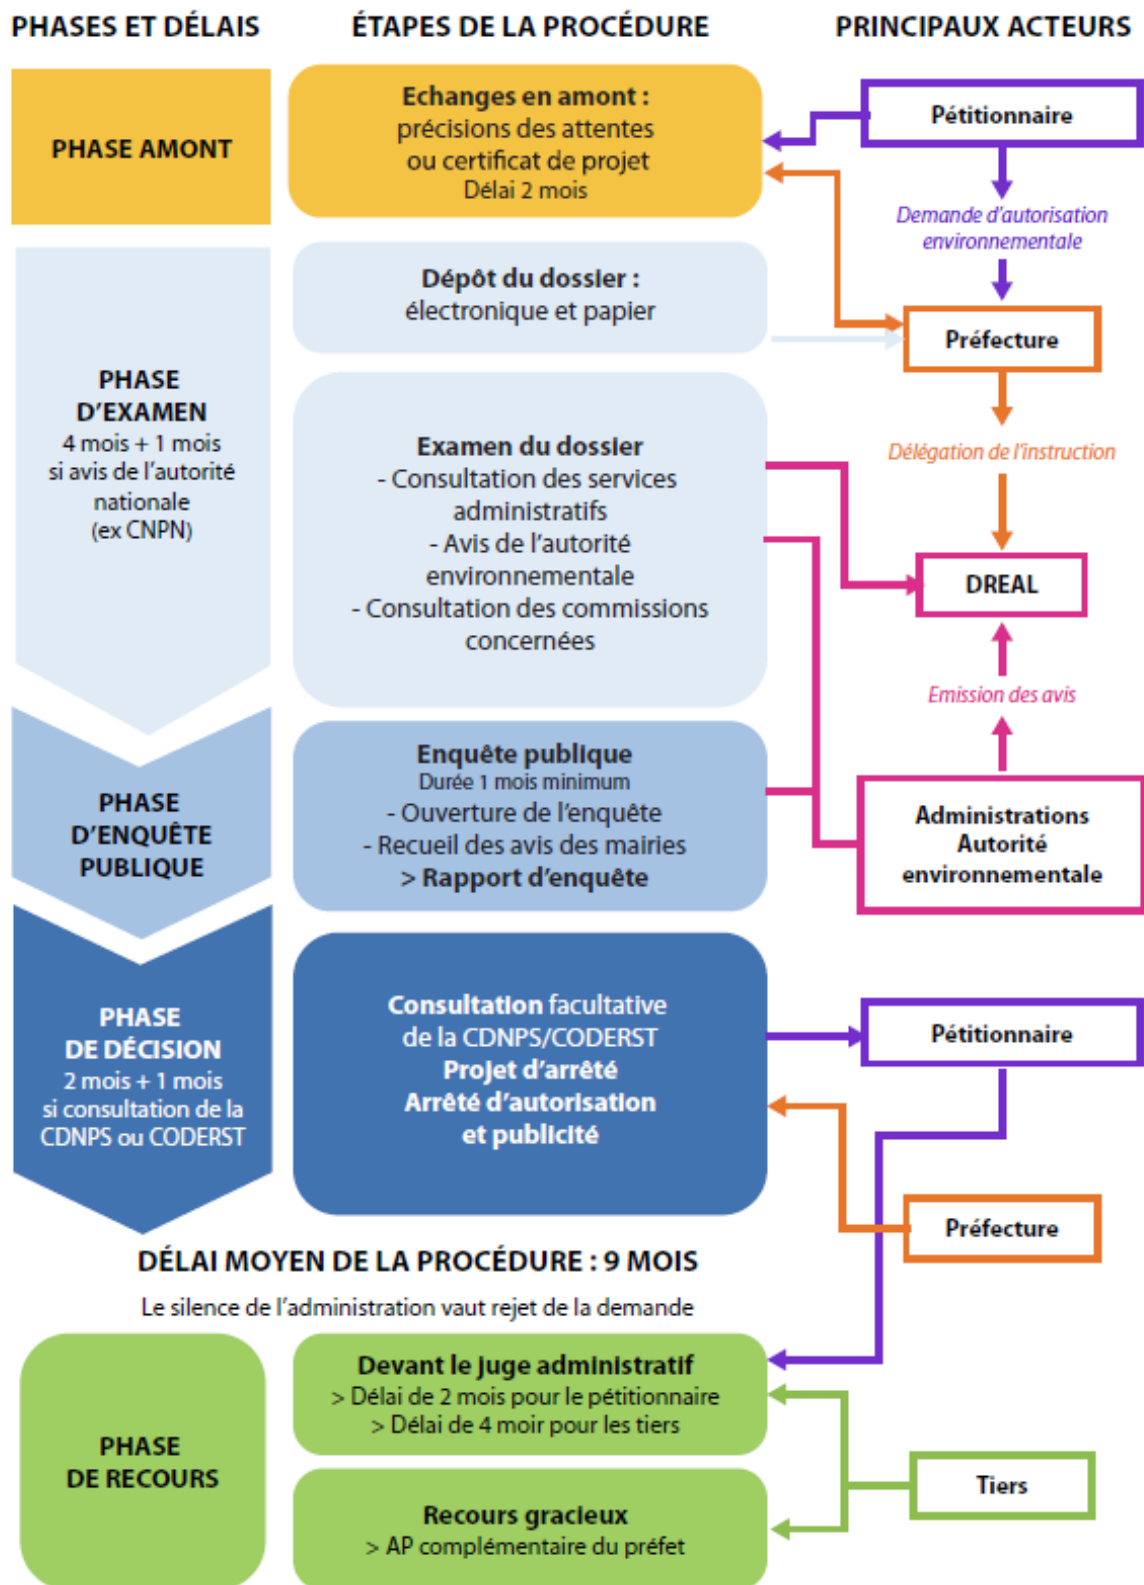 PHASES ET DÉLAIS
ÉTAPES DE LA PROCÉDURE
PRINCIPAUX ACTEURS
PHASE AMONT
Echanges en amont :
précisions des attentes
ou certificat de projet
Délai 2 mois
Pétitionnaire
Demande d'autorisation
environnementale
Dépôt du dossier :
électronique et papier
Préfecture
PHASE
D'EXAMEN
4 mois + 1 mois
si avis de l'autorité
nationale
(ex CNPN)
Examen du dossier
- Consultation des services
administratifs
- Avis de l'autorité
environnementale
- Consultation des commissions
concernées
Délégation de l'instruction
DREAL
Emission des avis
PHASE
D'ENQUÊTE
PUBLIQUE
Enquête publique
Durée 1 mois minimum
- Ouverture de l'enquête
- Recueil des avis des mairies
> Rapport d'enquête
Administrations
Autorité
environnementale
PHASE
DE DÉCISION
2 mois + 1 mois
si consultation de la
CDNPS ou CODERST
Consultation facultative
de la CDNPS/CODERST
Projet d'arrêté
Arrêté d'autorisation
et publicité
Pétitionnaire
Préfecture
DÉLAI MOYEN DE LA PROCÉDURE : 9 MOIS
Le silence de l'administration vaut rejet de la demande
PHASE
DE RECOURS
Devant le juge administratif
> Délai de 2 mois pour le pétitionnaire
> Délai de 4 moir pour les tiers
Recours gracieux
> AP complémentaire du préfet
Tiers